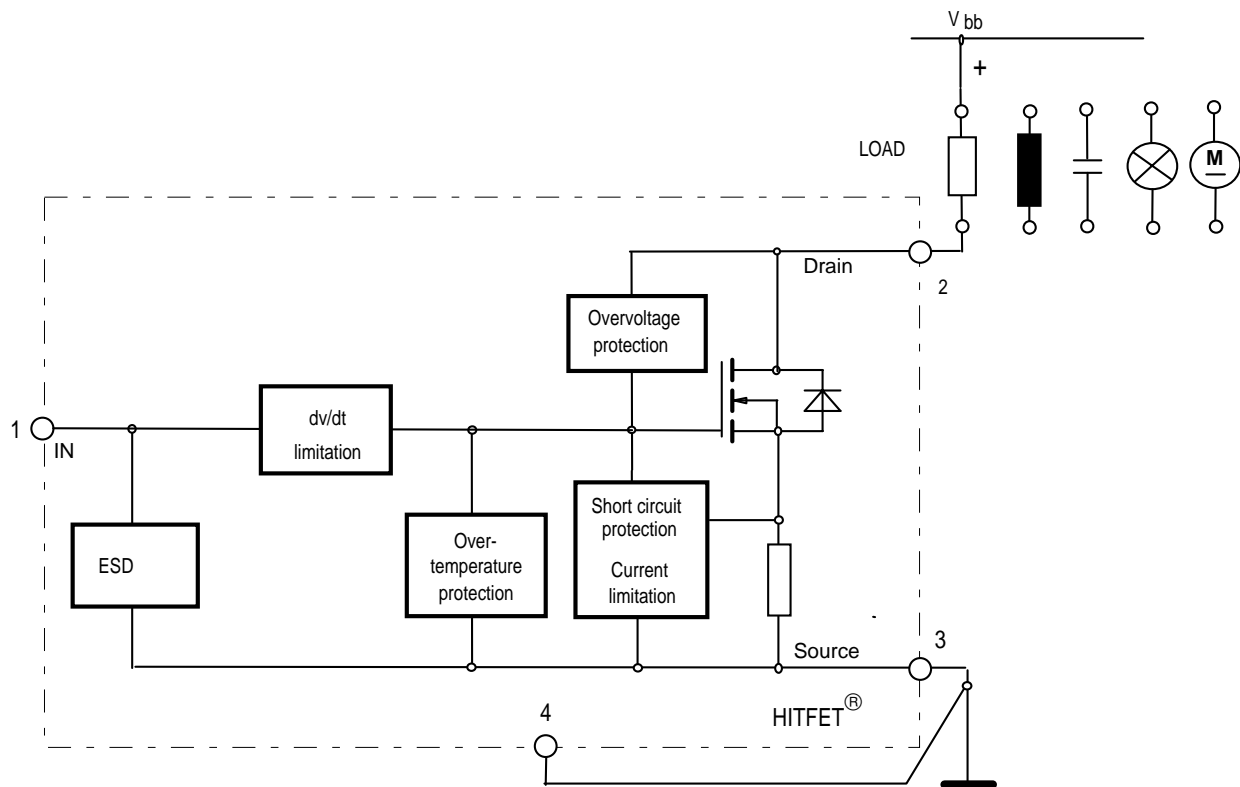 V bb
+
LOAD
M
Drain
2
Overvoltage
protection
1
IN
dv/dt
limitation
ESD
Over-
temperature
protection
Short circuit
protection
Current
limitation
Source
3
HITFET®
4